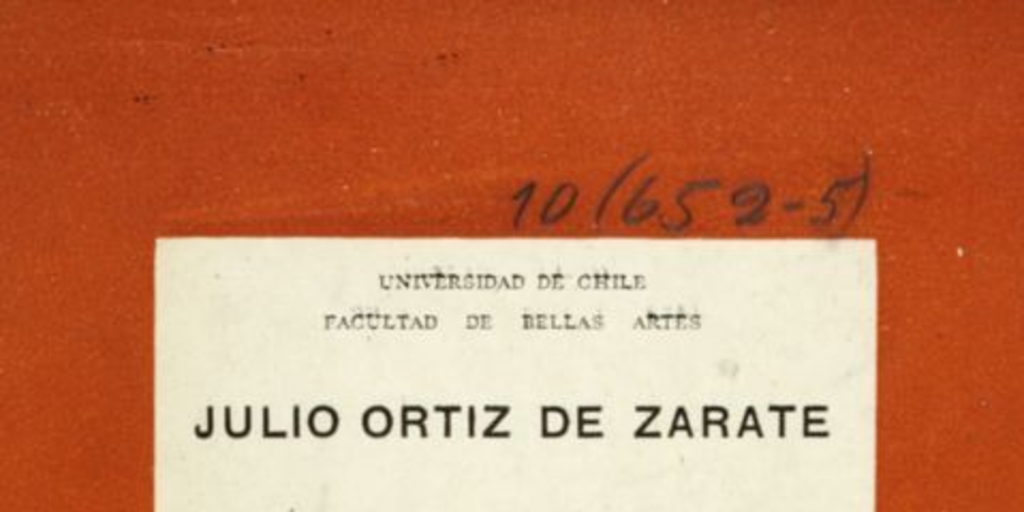 10 (652-5)
UNIVERSIDAD DE CHILE
FACULTAD DE BELLAS ARTES
JULIO ORTIZ DE ZARATE